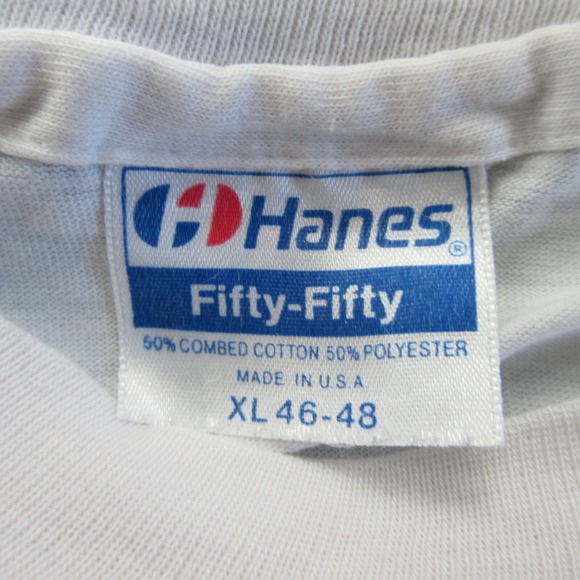 Hanes®
Fifty-Fifty
50% COMBED COTTON 50% POLYESTER
MADE IN U.S.A
XL 46-48